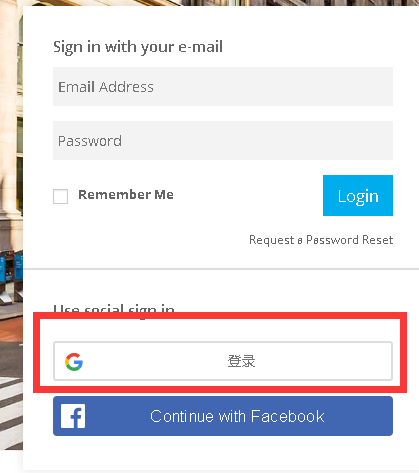 Sign in with your e-mail
Email Address
Password
Remember Me
Login
Request a Password Reset
Use social sign in
登录
Continue with Facebook